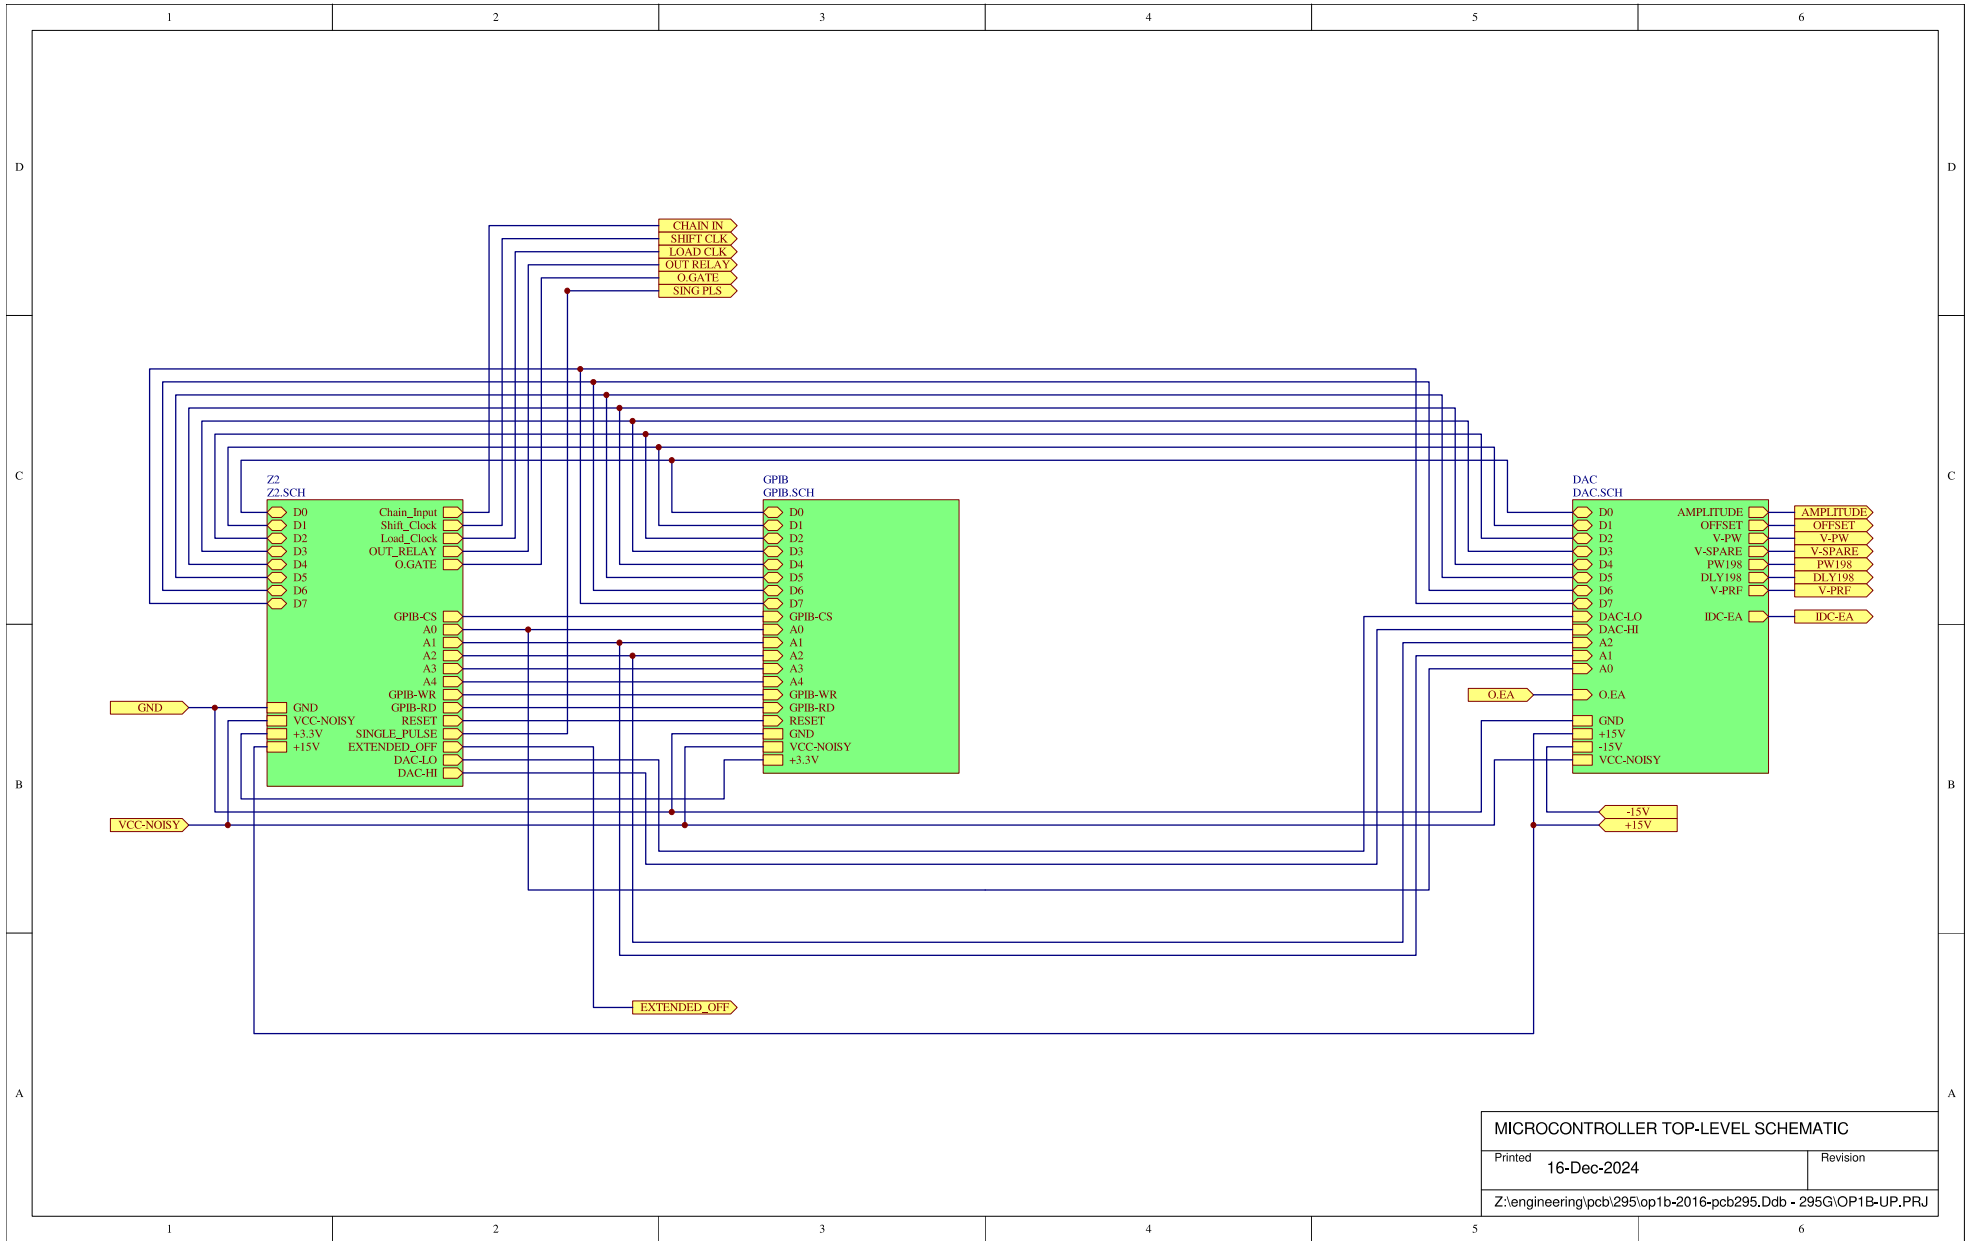 1 2 3 4 5 6
D D
CHAIN IN
SHIFT CLK
LOAD CLK
OUT RELAY
O.GATE
SING PLS
C C
Z2
Z2.SCH
D0 Chain_Input
D1 Shift_Clock
D2 Load_Clock
D3 OUT_RELAY
D4 O.GATE
D5
D6
D7
GPIB-CS
A0
A1
A2
A3
A4
GPIB-WR
GND GPIB-RD
VCC-NOISY RESET
+3.3V SINGLE_PULSE
+15V EXTENDED_OFF
DAC-LO
DAC-HI
GND
VCC-NOISY
GPIB
GPIB.SCH
D0
D1
D2
D3
D4
D5
D6
D7
GPIB-CS
A0
A1
A2
A3
A4
GPIB-WR
GPIB-RD
RESET
GND
VCC-NOISY
+3.3V
DAC
DAC.SCH
D0 AMPLITUDE
D1 OFFSET
D2 V-PW
D3 V-SPARE
D4 PW198
D5 DLY198
D6 V-PRF
D7
DAC-LO IDC-EA
DAC-HI
A2
A1
A0
O.EA
GND
+15V
-15V
VCC-NOISY
AMPLITUDE
OFFSET
V-PW
V-SPARE
PW198
DLY198
V-PRF
IDC-EA
O.EA
-15V
+15V
B B
EXTENDED_OFF
A A
MICROCONTROLLER TOP-LEVEL SCHEMATIC
Printed 16-Dec-2024 Revision
Z:\engineering\pcb\295\op1b-2016-pcb295.Ddb - 295G\OP1B-UP.PRJ
1 2 3 4 5 6